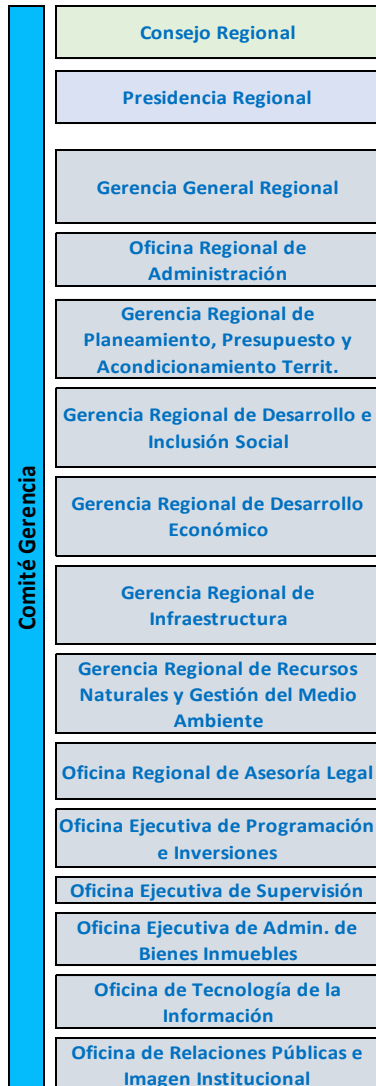 Comité Gerencia
Consejo Regional
Presidencia Regional
Gerencia General Regional
Oficina Regional de
Administración
Gerencia Regional de
Planeamiento, Presupuesto y
Acondicionamiento Territ.
Gerencia Regional de Desarrollo e
Inclusión Social
Gerencia Regional de Desarrollo
Económico
Gerencia Regional de
Infraestructura
Gerencia Regional de Recursos
Naturales y Gestión del Medio
Ambiente
Oficina Regional de Asesoría Legal
Oficina Ejecutiva de Programación
e Inversiones
Oficina Ejecutiva de Supervisión
Oficina Ejecutiva de Admin. de
Bienes Inmuebles
Oficina de Tecnología de la
Información
Oficina de Relaciones Públicas e
Imagen Institucional